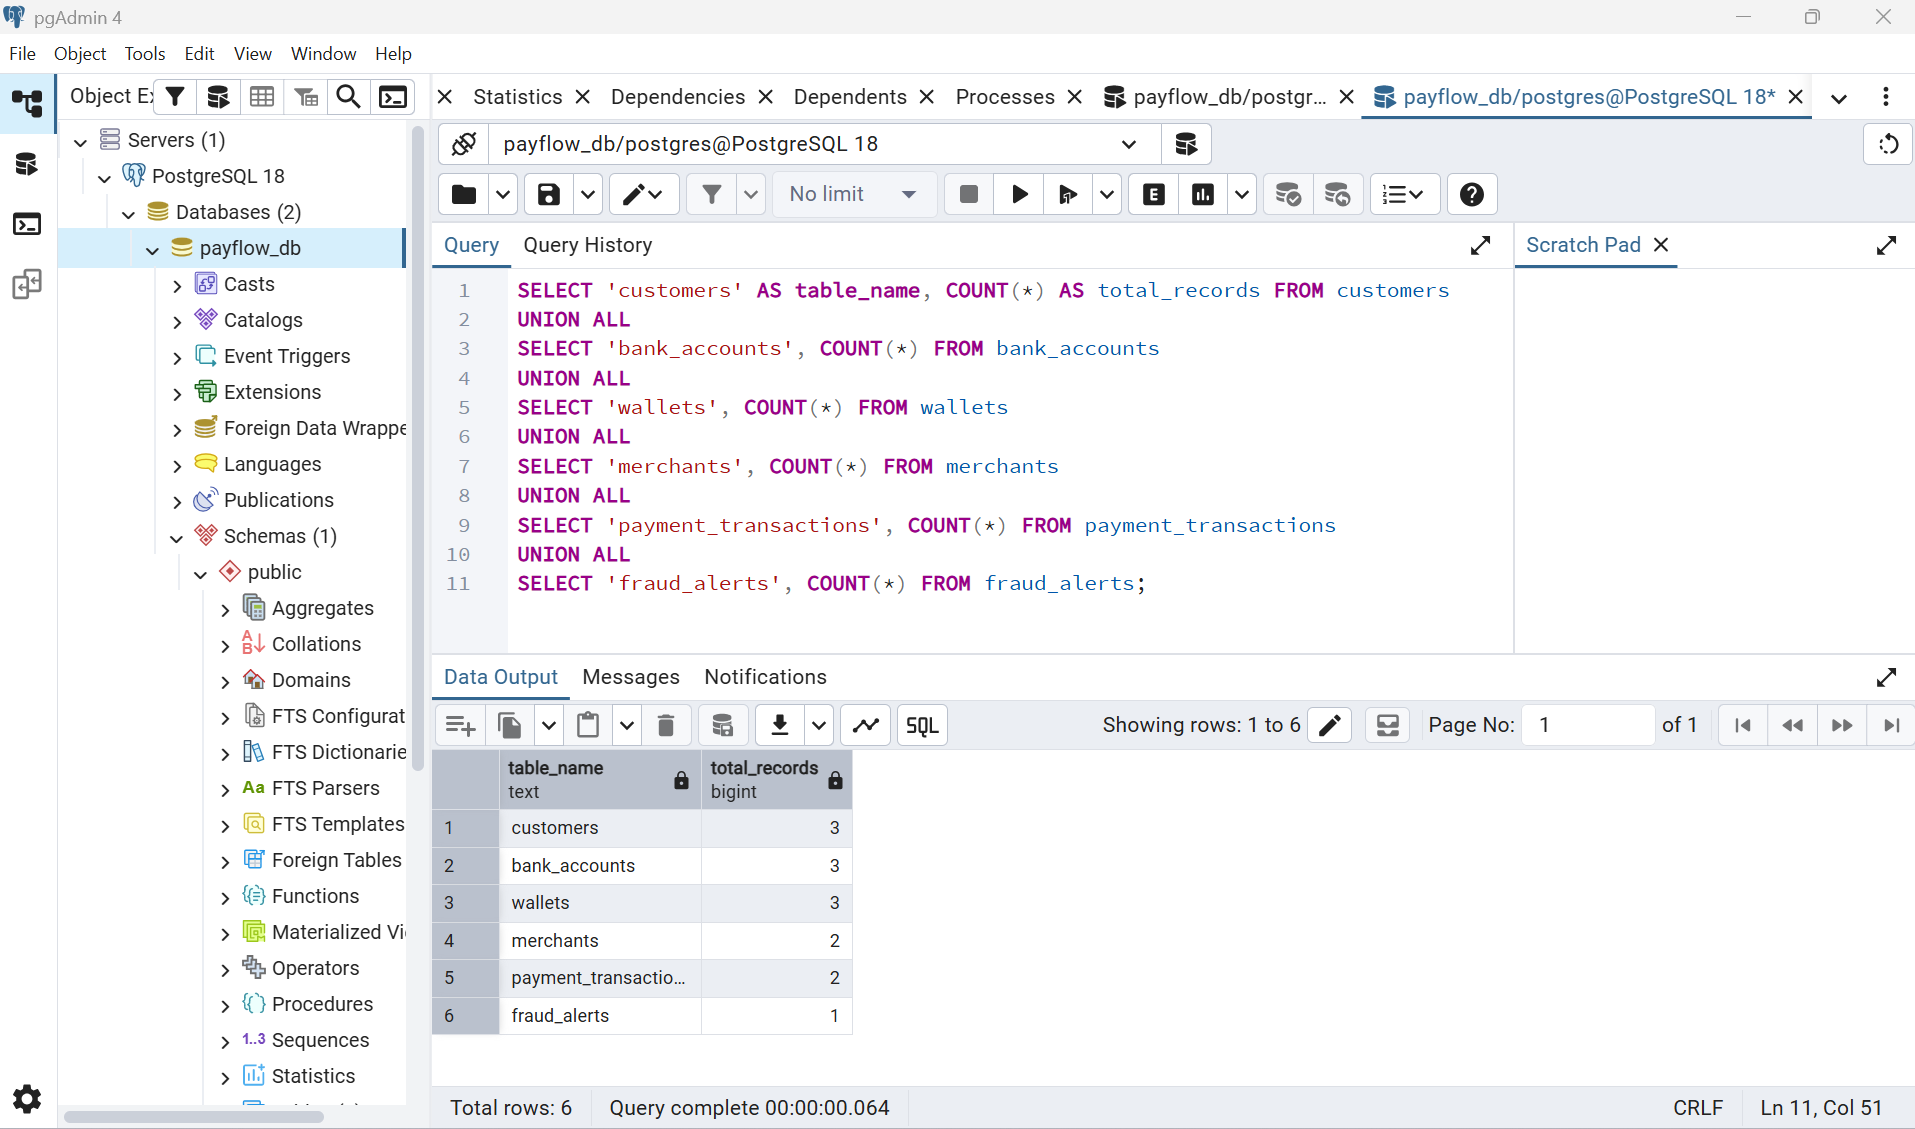 pgAdmin 4
File Object Tools Edit View Window Help
Object Ex
Statistics Dependencies Dependents Processes payflow_db/postgr... payflow_db/postgres@PostgreSQL 18*
Servers (1)
PostgreSQL 18
Databases (2)
payflow_db
Casts
Catalogs
Event Triggers
Extensions
Foreign Data Wrappe
Languages
Publications
Schemas (1)
public
Aggregates
Collations
Domains
FTS Configurat
FTS Dictionarie
Aa FTS Parsers
FTS Templates
Foreign Tables
Functions
Materialized Vi
Operators
Procedures
1..3 Sequences
Statistics
payflow_db/postgres@PostgreSQL 18
No limit
E
Query Query History
Scratch Pad
1 SELECT 'customers' AS table_name, COUNT(*) AS total_records FROM customers
2 UNION ALL
3 SELECT 'bank_accounts', COUNT(*) FROM bank_accounts
4 UNION ALL
5 SELECT 'wallets', COUNT(*) FROM wallets
6 UNION ALL
7 SELECT 'merchants', COUNT(*) FROM merchants
8 UNION ALL
9 SELECT 'payment_transactions', COUNT(*) FROM payment_transactions
10 UNION ALL
11 SELECT 'fraud_alerts', COUNT(*) FROM fraud_alerts;
Data Output Messages Notifications
SQL Showing rows: 1 to 6 Page No: 1 of 1
table_name total_records
text bigint
1 customers 3
2 bank_accounts 3
3 wallets 3
4 merchants 2
5 payment_transactio... 2
6 fraud_alerts 1
Total rows: 6 Query complete 00:00:00.064 CRLF Ln 11, Col 51